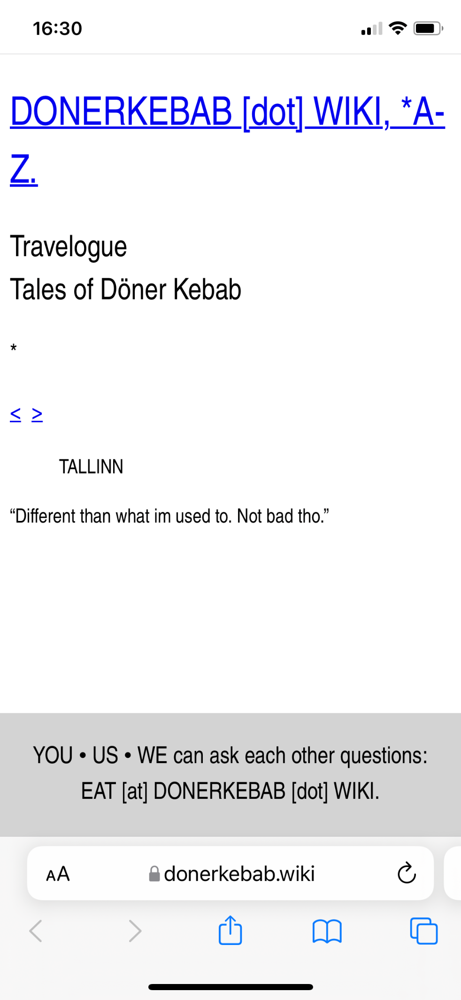 16:30
DONERKEBAB [dot] WIKI, *A-
Z.
Travelogue
Tales of Döner Kebab
*
< >
TALLINN
“Different than what im used to. Not bad tho.”
YOU • US • WE can ask each other questions:
EAT [at] DONERKEBAB [dot] WIKI.
AA donerkebab.wiki